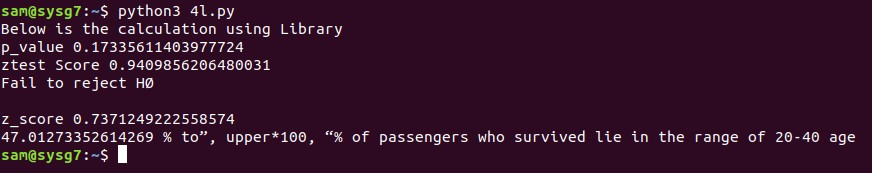 sam@sysg7:~$ python3 4l.py
Below is the calculation using Library
p_value 0.17335611403977724
ztest Score 0.9409856206480031
Fail to reject HØ
z_score 0.7371249222558574
47.01273352614269 % to”, upper*100, “% of passengers who survived lie in the range of 20-40 age
sam@sysg7:~$